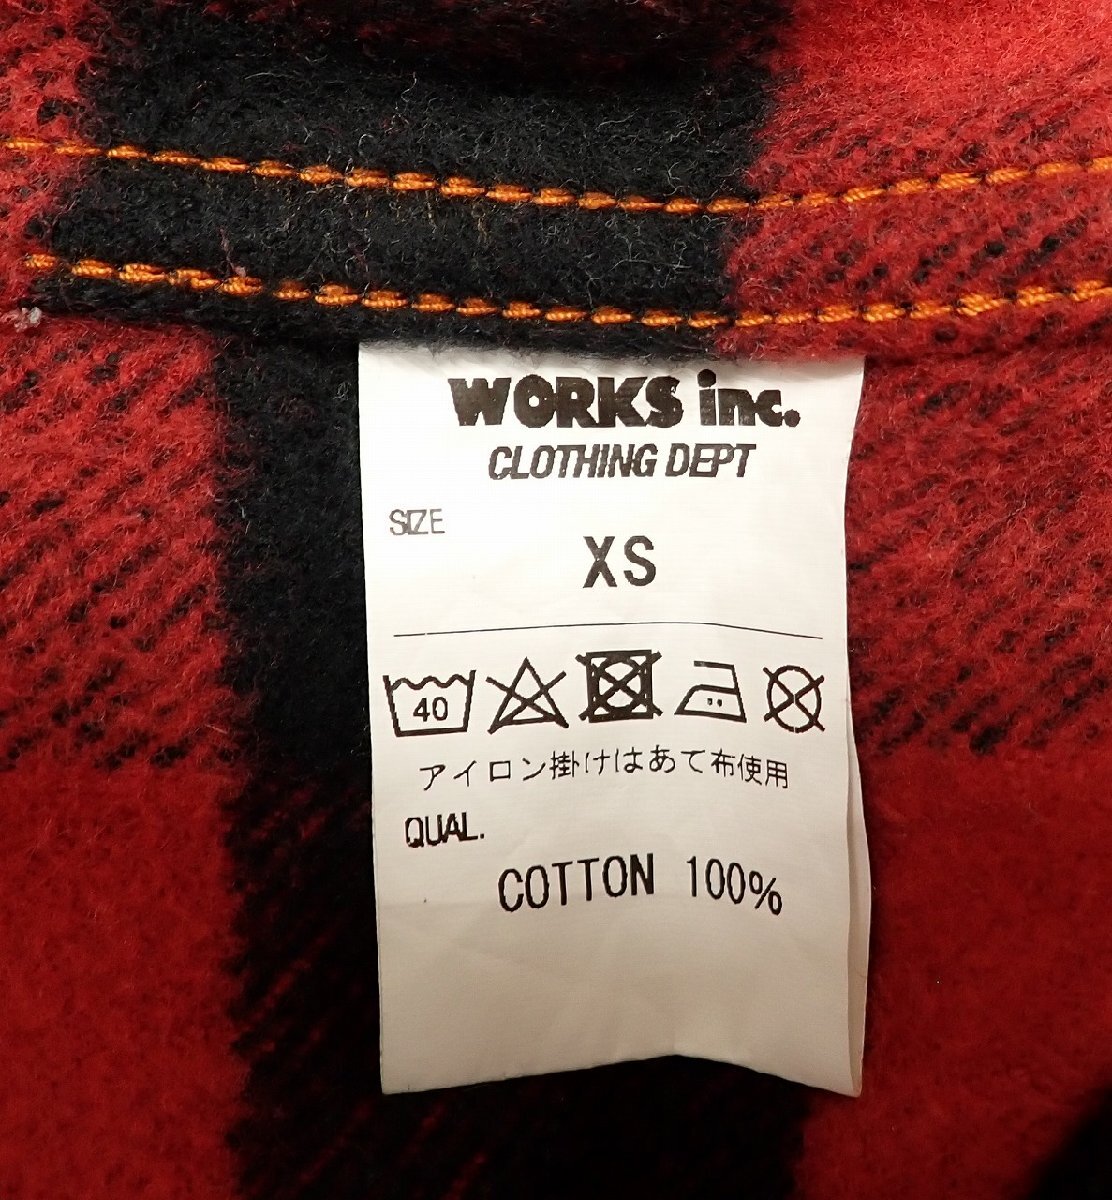 WORKS inc.
CLOTHING DEPT
SIZE
XS
40
アイロン掛けはあて布使用
QUAL.
COTTON 100%